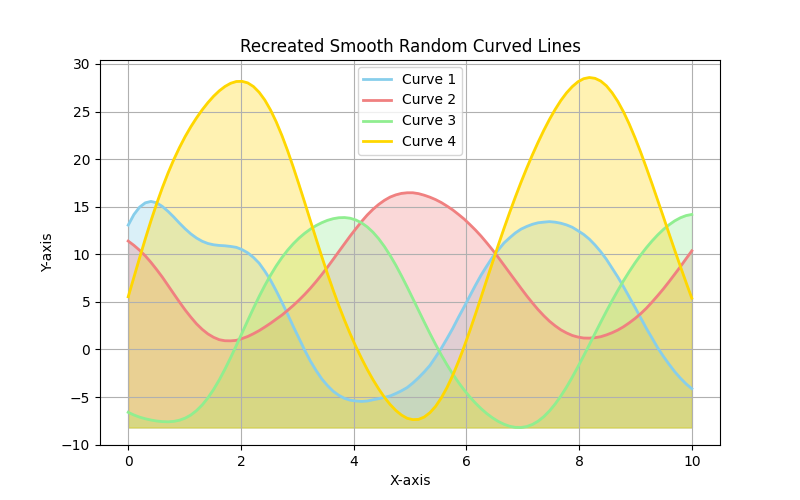 Recreated Smooth Random Curved Lines
Curve 1
Curve 2
Curve 3
Curve 4
30
25
20
15
10
5
0
−5
−10
Y-axis
0 2 4 6 8 10
X-axis